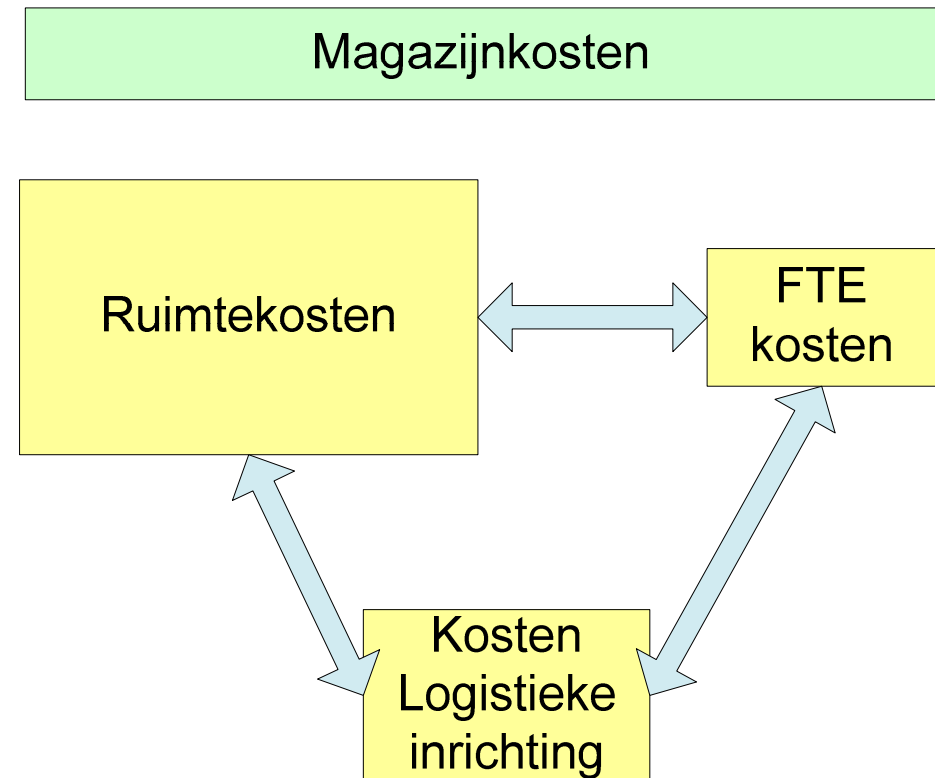 Magazijnkosten
Ruimtekosten
FTE
kosten
Kosten
Logistieke
inrichting